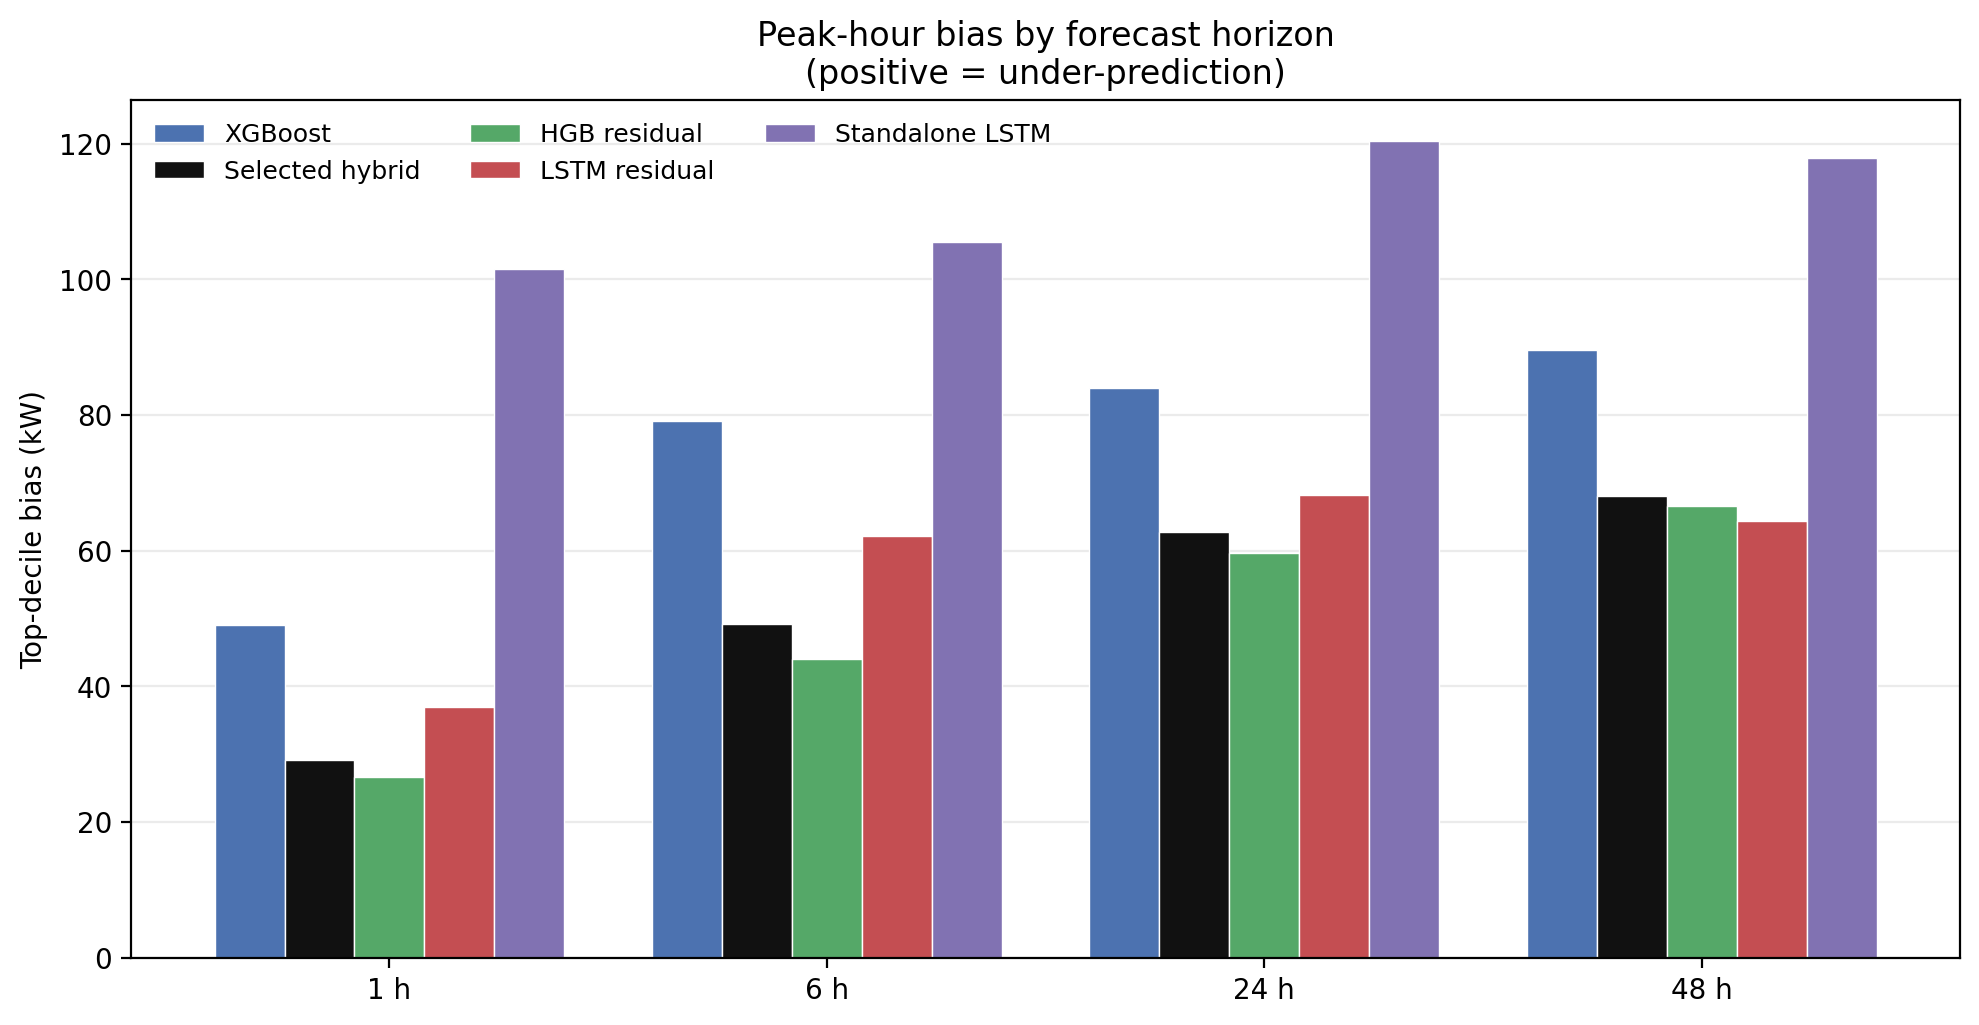 Peak-hour bias by forecast horizon
(positive = under-prediction)
XGBoost
Selected hybrid
HGB residual
LSTM residual
Standalone LSTM
Top-decile bias (kW)
120
100
80
60
40
20
0
1 h
6 h
24 h
48 h